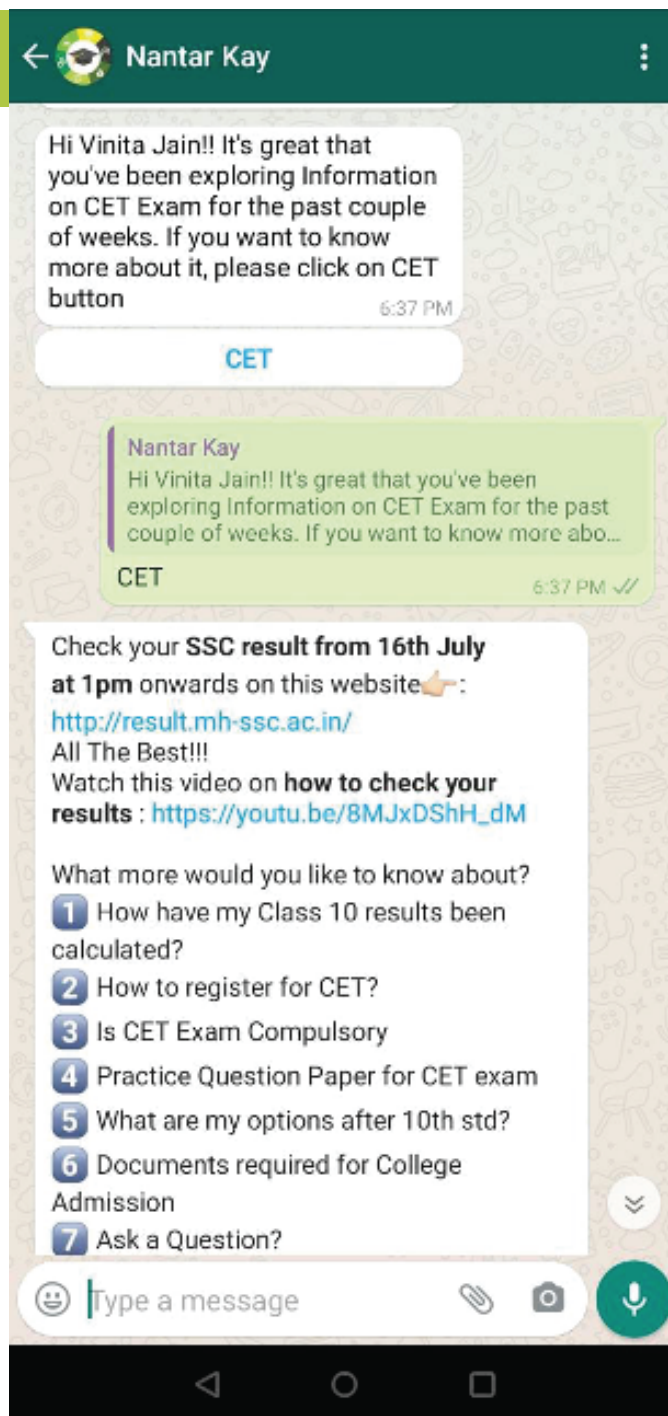 Nantar Kay
Hi Vinita Jain!! It's great that
you've been exploring Information
on CET Exam for the past couple
of weeks. If you want to know
more about it, please click on CET
button
6:37 PM
CET
Nantar Kay
Hi Vinita Jain!! It's great that you've been
exploring Information on CET Exam for the past
couple of weeks. If you want to know more abo...
CET
6:37 PM
Check your SSC result from 16th July
at 1pm onwards on this website👉🏻:
http://result.mh-ssc.ac.in/
All The Best!!!
Watch this video on how to check your
results : https://youtu.be/8MJxDShH_dM
What more would you like to know about?
1 How have my Class 10 results been
calculated?
2 How to register for CET?
3 Is CET Exam Compulsory
4 Practice Question Paper for CET exam
5 What are my options after 10th std?
6 Documents required for College
Admission
7 Ask a Question?
Type a message